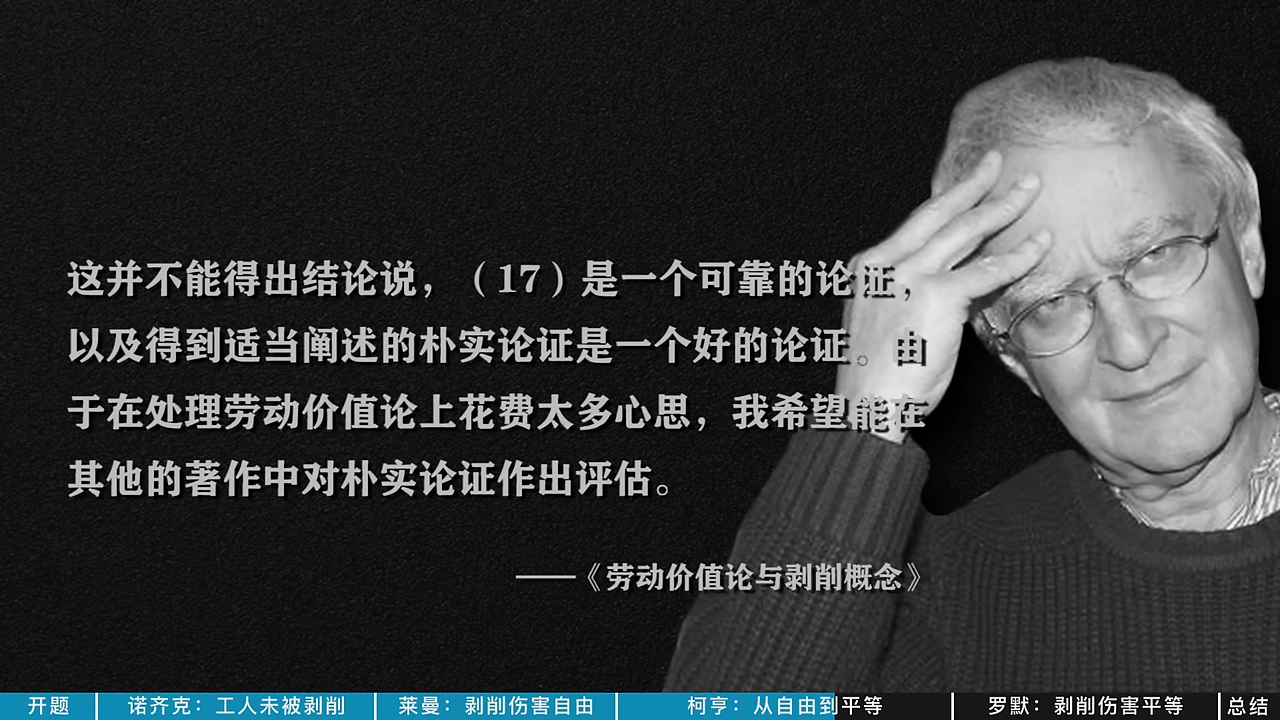 这并不能得出结论说，（17）是一个可靠的论证，
以及得到适当阐述的朴实论证是一个好的论证。由
于在处理劳动价值论上花费太多心思，我希望能在
其他的著作中对朴实论证作出评估。
——《劳动价值论与剥削概念》
开题 诺齐克：工人未被剥削 莱曼：剥削伤害自由 柯亨：从自由到平等 罗默：剥削伤害平等 总结